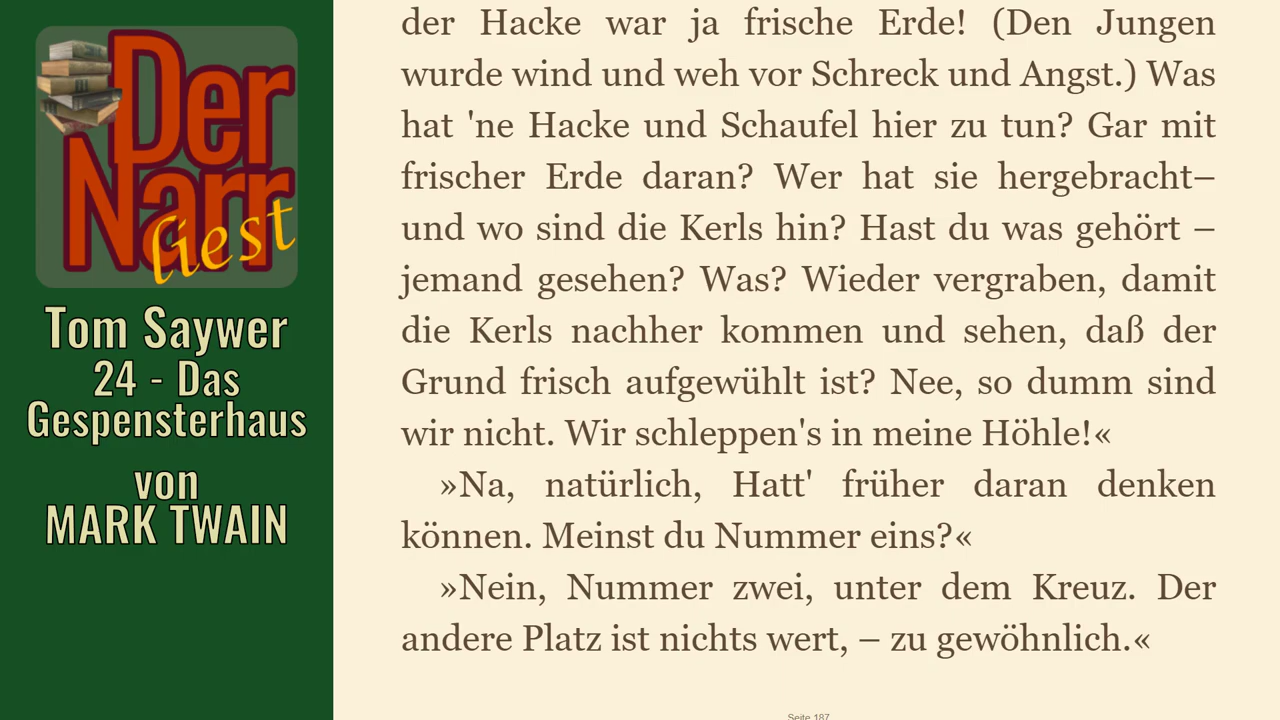 Der
Narr
liest
Tom Saywer
24 - Das
Gespensterhaus
von
MARK TWAIN
der Hacke war ja frische Erde! (Den Jungen
wurde wind und weh vor Schreck und Angst.) Was
hat 'ne Hacke und Schaufel hier zu tun? Gar mit
frischer Erde daran? Wer hat sie hergebracht–
und wo sind die Kerls hin? Hast du was gehört –
jemand gesehen? Was? Wieder vergraben, damit
die Kerls nachher kommen und sehen, daß der
Grund frisch aufgewühlt ist? Nee, so dumm sind
wir nicht. Wir schleppen's in meine Höhle!«
»Na, natürlich, Hatt' früher daran denken
können. Meinst du Nummer eins?«
»Nein, Nummer zwei, unter dem Kreuz. Der
andere Platz ist nichts wert, – zu gewöhnlich.«
Seite 187